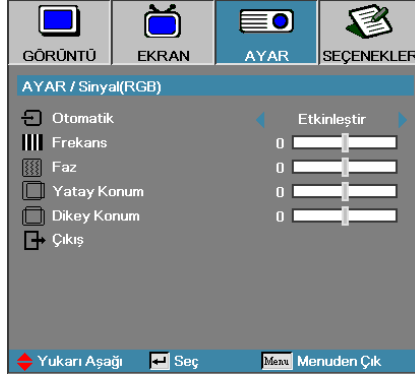 GÖRÜNTÜ EKRAN AYAR SEÇENEKLER
AYAR / Sinyal(RGB)
Otomatik Etkinleştir
Frekans 0
Faz 0
Yatay Konum 0
Dikey Konum 0
Çıkış
Yukarı Aşağı Seç Menu Menuden Çık